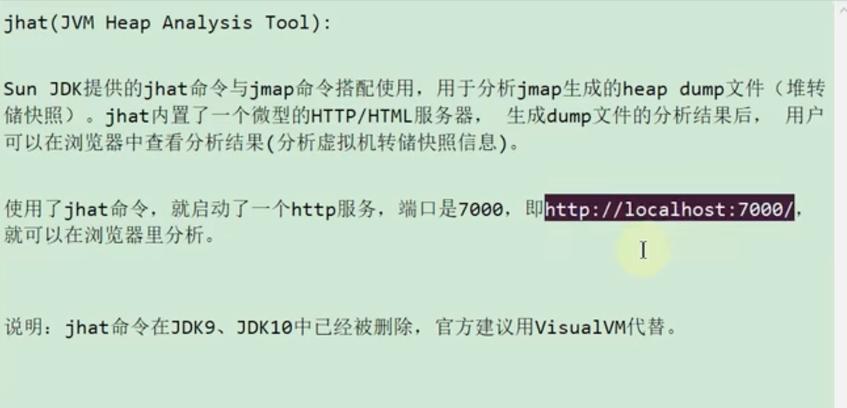 jhat(JVM Heap Analysis Tool):
Sun JDK提供的jhat命令与jmap命令搭配使用，用于分析jmap生成的heap dump文件（堆转
储快照）。jhat内置了一个微型的HTTP/HTML服务器， 生成dump文件的分析结果后， 用户
可以在浏览器中查看分析结果(分析虚拟机转储快照信息)。
使用了jhat命令，就启动了一个http服务，端口是7000，即http://localhost:7000/，
就可以在浏览器里分析。
说明：jhat命令在JDK9、JDK10中已经被删除，官方建议用VisualVM代替。